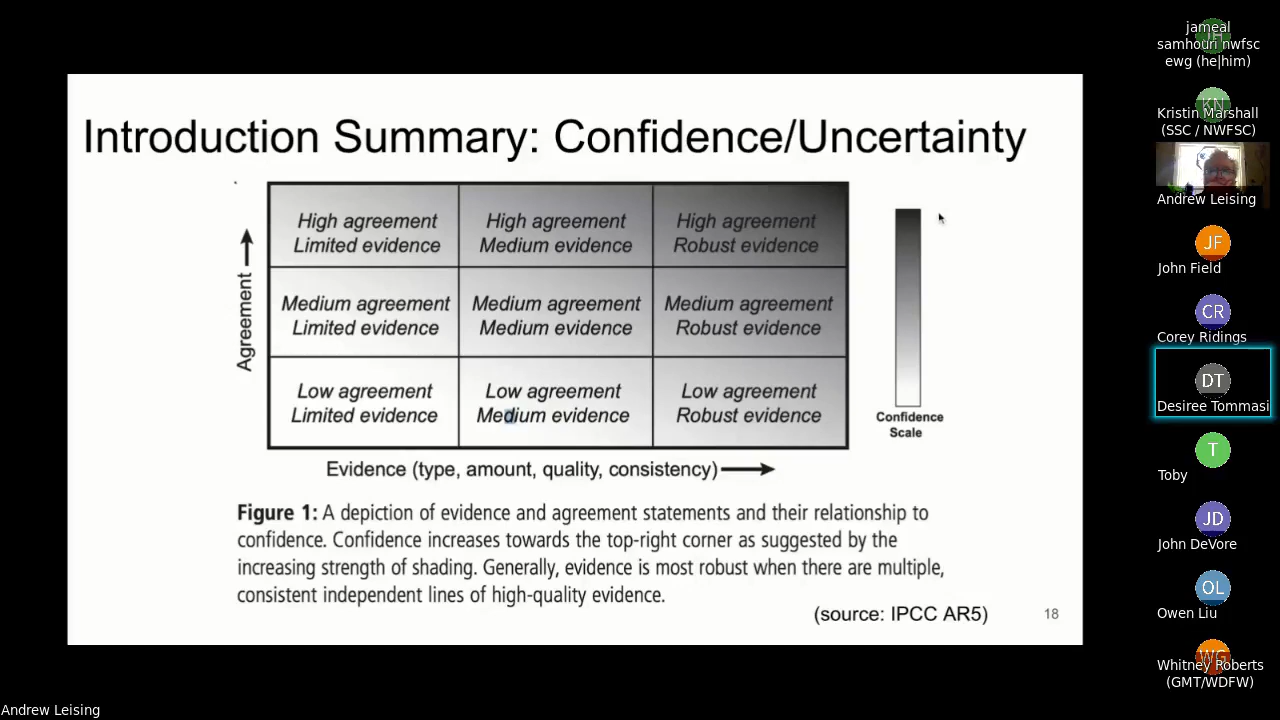 Introduction Summary: Confidence/Uncertainty
Agreement
High agreement
Limited evidence
High agreement
Medium evidence
High agreement
Robust evidence
Medium agreement
Limited evidence
Medium agreement
Medium evidence
Medium agreement
Robust evidence
Low agreement
Limited evidence
Low agreement
Medium evidence
Low agreement
Robust evidence
Evidence (type, amount, quality, consistency)
Confidence
Scale
Figure 1: A depiction of evidence and agreement statements and their relationship to
confidence. Confidence increases towards the top-right corner as suggested by the
increasing strength of shading. Generally, evidence is most robust when there are multiple,
consistent independent lines of high-quality evidence.
(source: IPCC AR5)
18
JH
jameal
samhouri nwfsc
ewg (he|him)
KN
Kristin Marshall
(SSC / NWFSC)
Andrew Leising
JF
John Field
CR
Corey Ridings
DT
Desiree Tommasi
T
Toby
JD
John DeVore
OL
Owen Liu
WG
Whitney Roberts
(GMT/WDFW)
Andrew Leising